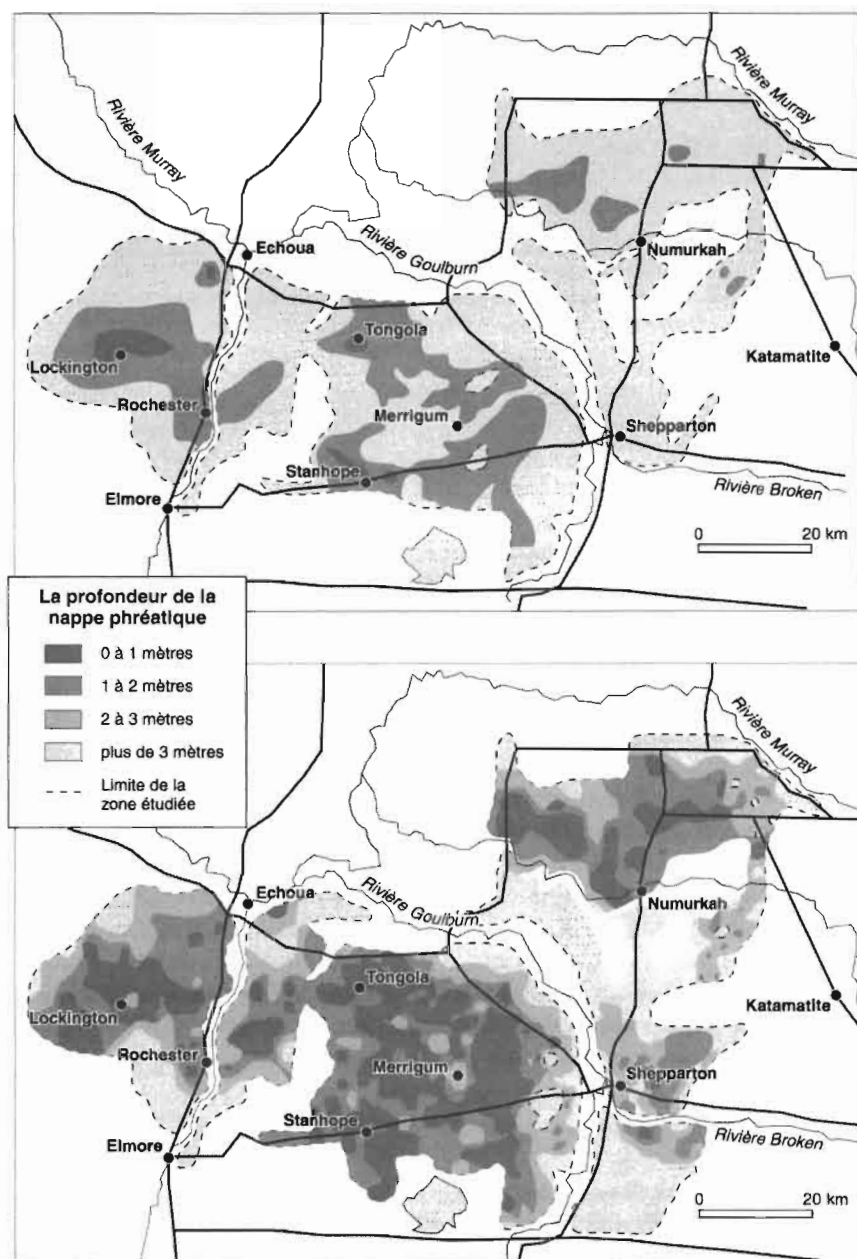 Rivière Murray
Rivière Murray
Echoua
Rivière Goulburn
Numurkah
Tongola
Lockington
Katamatite
Rochester
Merrigum
Shepparton
Stanhope
Rivière Broken
Elmore
0 20 km
La profondeur de la
nappe phréatique
0 à 1 mètres
1 à 2 mètres
2 à 3 mètres
plus de 3 mètres
Limite de la
zone étudiée
Rivière Murray
Echoua
Rivière Goulburn
Numurkah
Tongola
Lockington
Katamatite
Rochester
Merrigum
Shepparton
Stanhope
Rivière Broken
Elmore
0 20 km